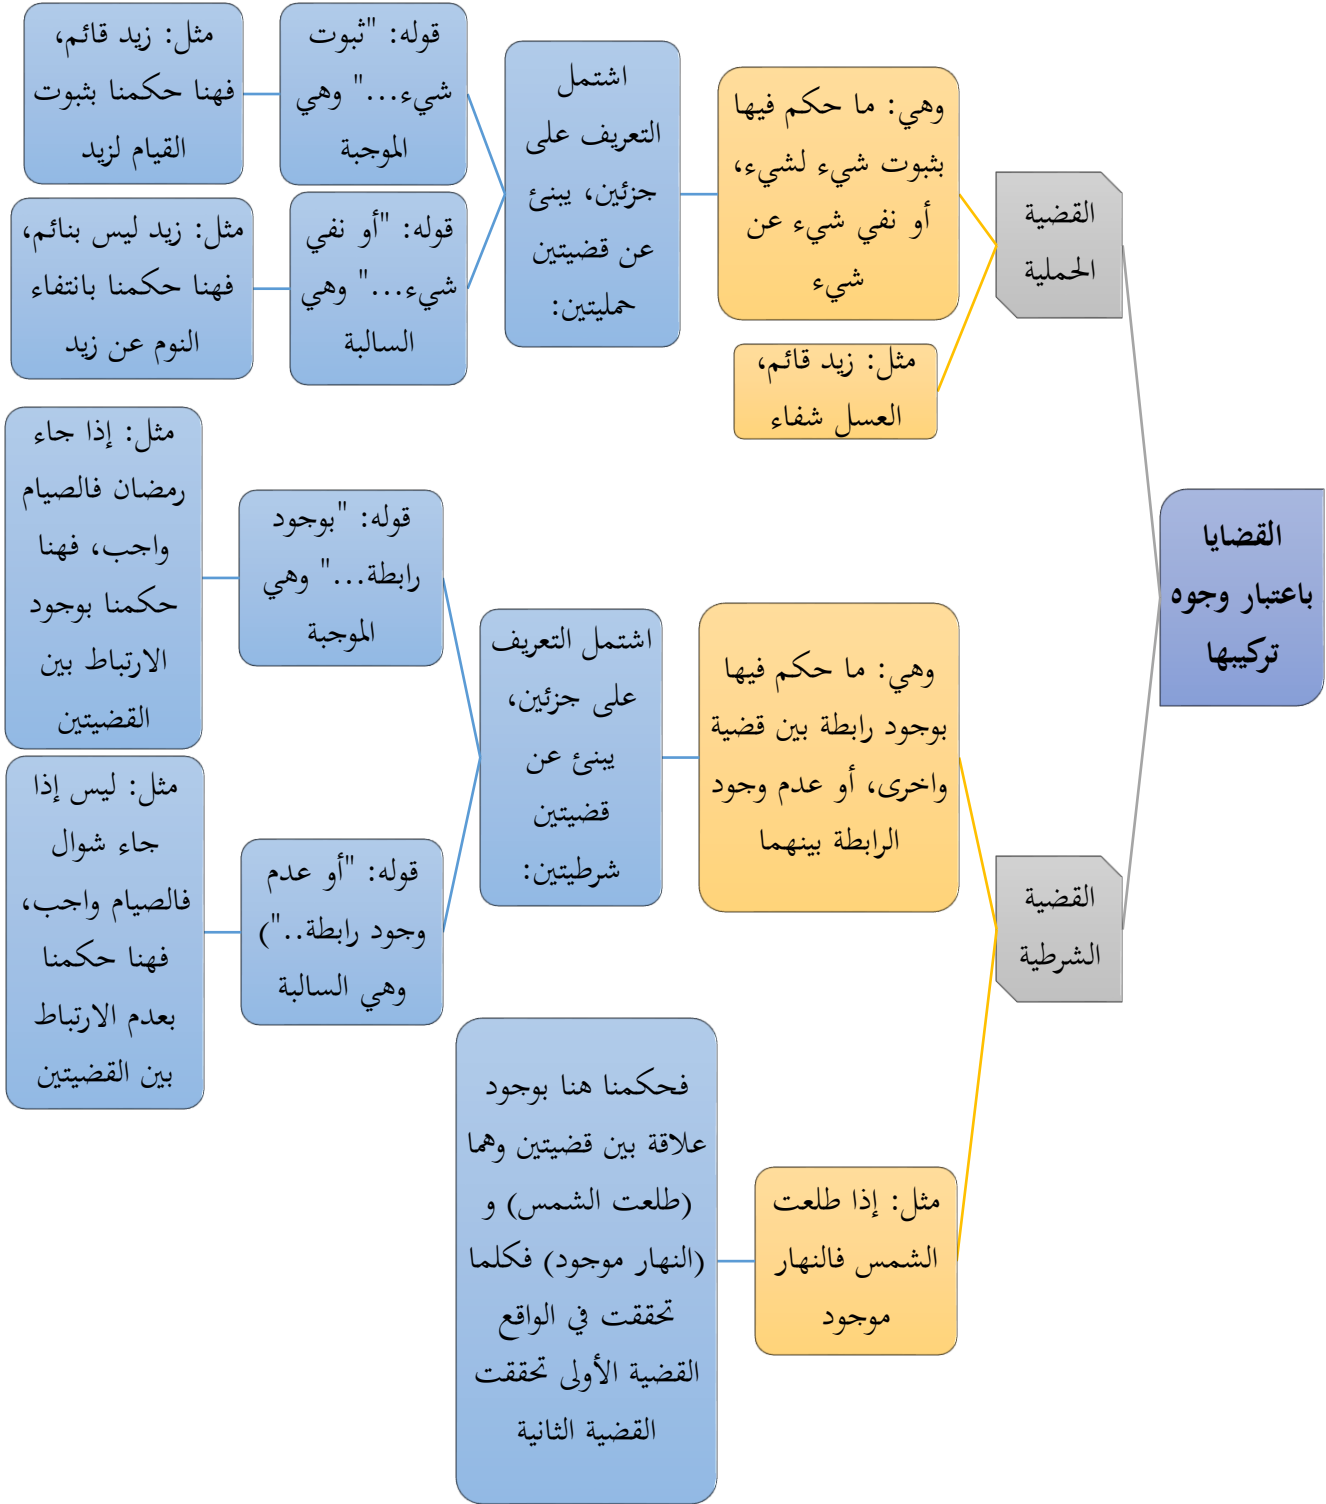 القضايا
باعتبار وجوه
تركيبها
القضية
الحملية
وهي: ما حكم فيها
بثبوت شيء لشيء،
أو نفي شيء عن
شيء
اشتمل
التعريف على
جزئين، يبنئ
عن قضيتين
حمليتين:
قوله: "ثبوت
شيء..." وهي
الموجبة
مثل: زيد قائم،
فهنا حكمنا بثبوت
القيام لزيد
قوله: "أو نفي
شيء..." وهي
السالبة
مثل: زيد ليس بنائم،
فهنا حكمنا بانتفاء
النوم عن زيد
مثل: زيد قائم،
العسل شفاء
القضية
الشرطية
وهي: ما حكم فيها
بوجود رابطة بين قضية
واخرى، أو عدم وجود
الرابطة بينهما
اشتمل التعريف
على جزئين،
يبنئ عن
قضيتين
شرطيتين:
قوله: "بوجود
رابطة..." وهي
الموجبة
مثل: إذا جاء
رمضان فالصيام
واجب، فهنا
حكمنا بوجود
الارتباط بين
القضيتين
قوله: "أو عدم
وجود رابطة..")
وهي السالبة
مثل: ليس إذا
جاء شوال
فالصيام واجب،
فهنا حكمنا
بعدم الارتباط
بين القضيتين
مثل: إذا طلعت
الشمس فالنهار
موجود
فحكمنا هنا بوجود
علاقة بين قضيتين وهما
(طلعت الشمس) و
(النهار موجود) فكلما
تحققت في الواقع
القضية الأولى تحققت
القضية الثانية